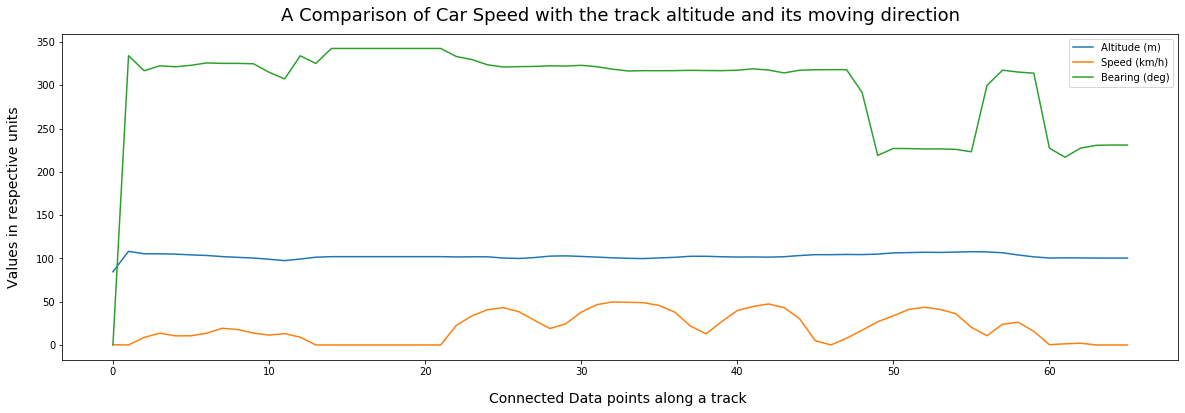 A Comparison of Car Speed with the track altitude and its moving direction
Altitude (m)
Speed (km/h)
Bearing (deg)
Values in respective units
350
300
250
200
150
100
50
0
0 10 20 30 40 50 60
Connected Data points along a track